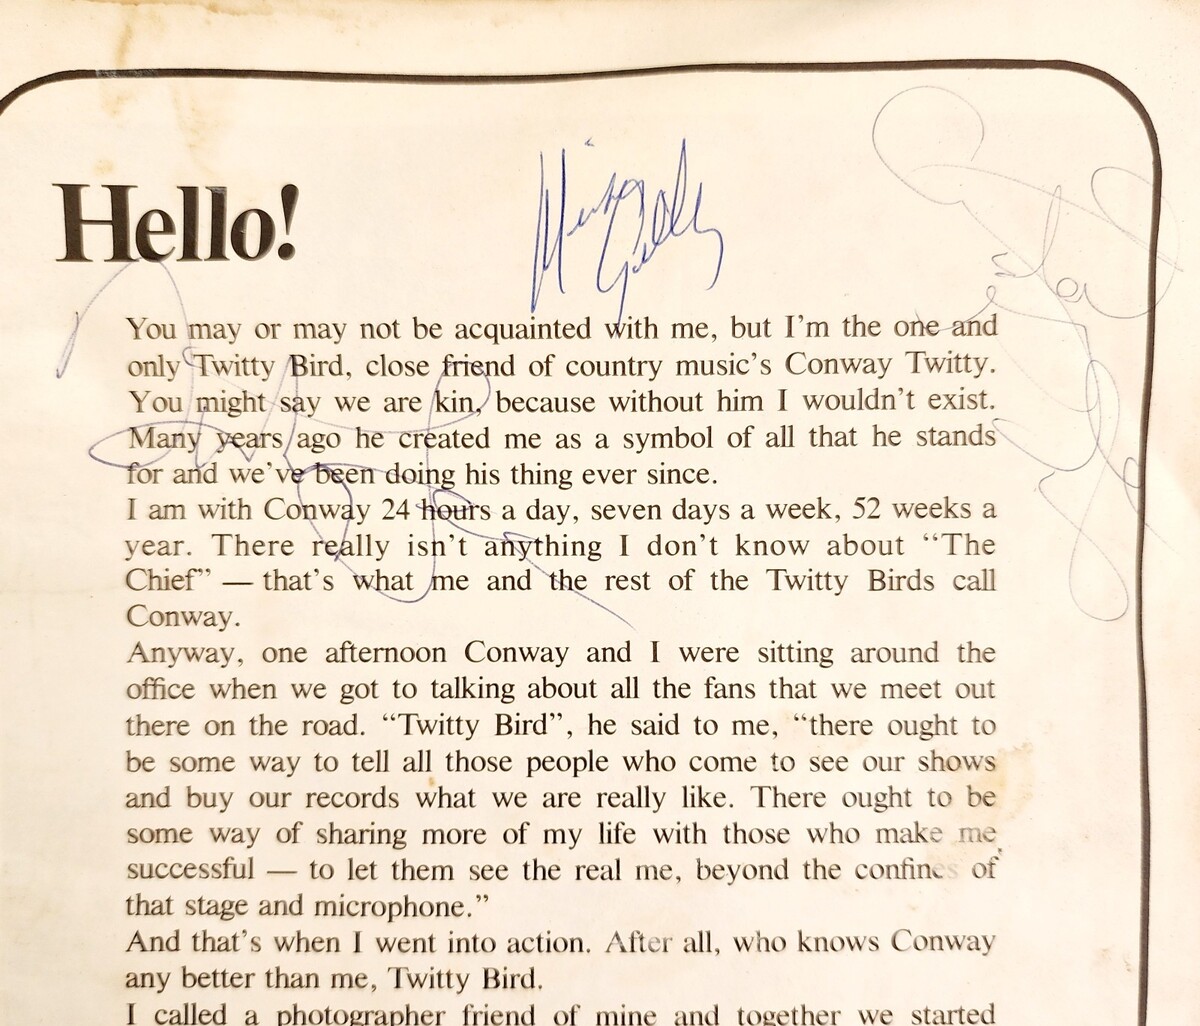 Hello!
Mickey
Gilley
You may or may not be acquainted with me, but I'm the one and
only Twitty Bird, close friend of country music's Conway Twitty.
You might say we are kin, because without him I wouldn't exist.
Many years ago he created me as a symbol of all that he stands
for and we've been doing his thing ever since.
I am with Conway 24 hours a day, seven days a week, 52 weeks a
year. There really isn't anything I don't know about “The
Chief” — that's what me and the rest of the Twitty Birds call
Conway.
Anyway, one afternoon Conway and I were sitting around the
office when we got to talking about all the fans that we meet out
there on the road. “Twitty Bird”, he said to me, “there ought to
be some way to tell all those people who come to see our shows
and buy our records what we are really like. There ought to be
some way of sharing more of my life with those who make me
successful — to let them see the real me, beyond the confines of
that stage and microphone.”
And that's when I went into action. After all, who knows Conway
any better than me, Twitty Bird.
I called a photographer friend of mine and together we started